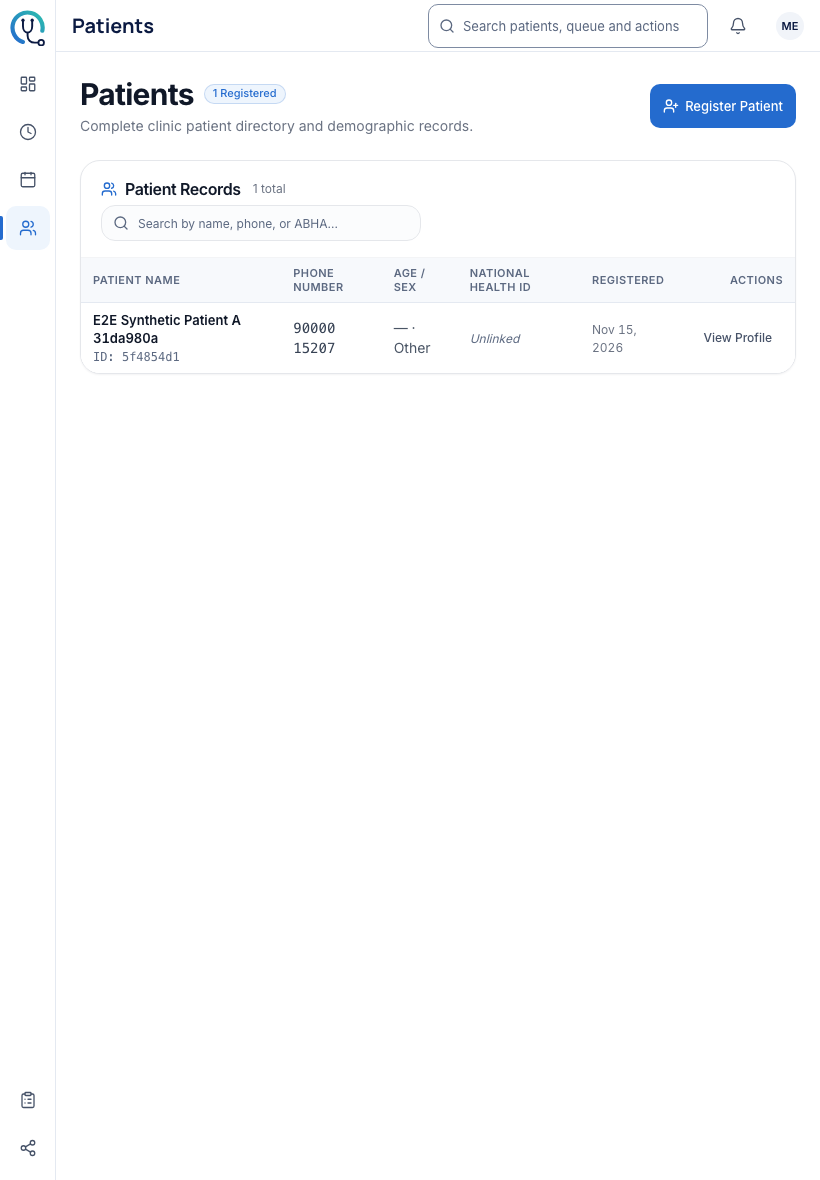 Patients
Search patients, queue and actions
ME
Patients
1 Registered
Complete clinic patient directory and demographic records.
Register Patient
Patient Records
1 total
Search by name, phone, or ABHA...
PATIENT NAME
PHONE
NUMBER
AGE /
SEX
NATIONAL
HEALTH ID
REGISTERED
ACTIONS
E2E Synthetic Patient A
31da980a
ID: 5f4854d1
90000
15207
— ·
Other
Unlinked
Nov 15,
2026
View Profile